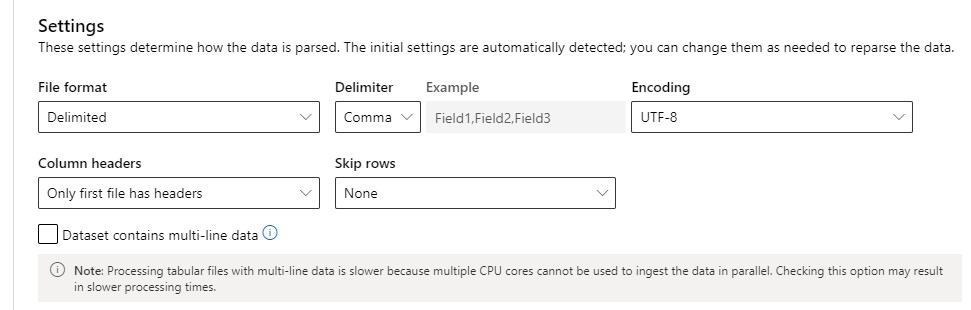 Settings
These settings determine how the data is parsed. The initial settings are automatically detected; you can change them as needed to reparse the data.
File format Delimiter Example Encoding
Delimited Comma Field1,Field2,Field3 UTF-8
Column headers Skip rows
Only first file has headers None
Dataset contains multi-line data
Note: Processing tabular files with multi-line data is slower because multiple CPU cores cannot be used to ingest the data in parallel. Checking this option may result
in slower processing times.